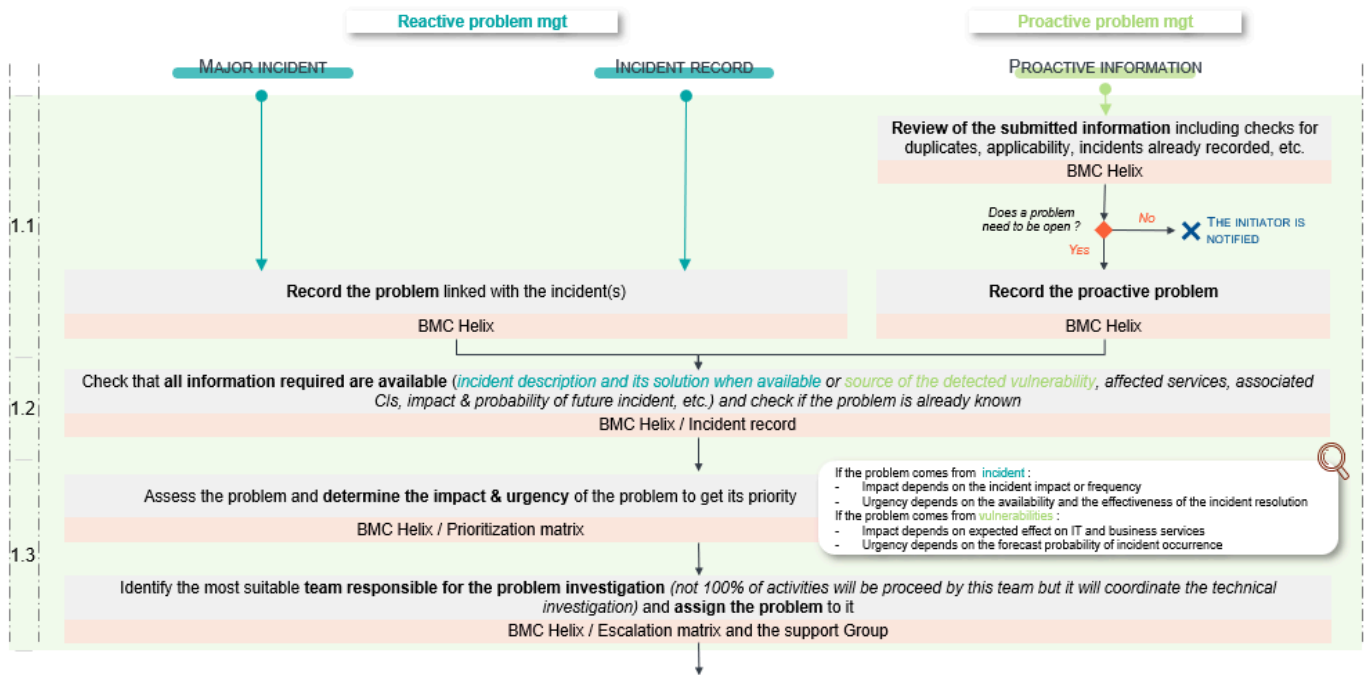 Reactive problem mgt
Proactive problem mgt
MAJOR INCIDENT
INCIDENT RECORD
PROACTIVE INFORMATION
Review of the submitted information including checks for
duplicates, applicability, incidents already recorded, etc.
BMC Helix
1.1
Does a problem
need to be open ?
NO
THE INITIATOR IS
NOTIFIED
YES
Record the problem linked with the incident(s)
BMC Helix
Record the proactive problem
BMC Helix
1.2
Check that all information required are available (incident description and its solution when available or source of the detected vulnerability, affected services, associated
CIs, impact & probability of future incident, etc.) and check if the problem is already known
BMC Helix / Incident record
1.3
Assess the problem and determine the impact & urgency of the problem to get its priority
BMC Helix / Prioritization matrix
If the problem comes from incident :
- Impact depends on the incident impact or frequency
- Urgency depends on the availability and the effectiveness of the incident resolution
If the problem comes from vulnerabilities :
- Impact depends on expected effect on IT and business services
- Urgency depends on the forecast probability of incident occurrence
Identify the most suitable team responsible for the problem investigation (not 100% of activities will be proceed by this team but it will coordinate the technical
investigation) and assign the problem to it
BMC Helix / Escalation matrix and the support Group